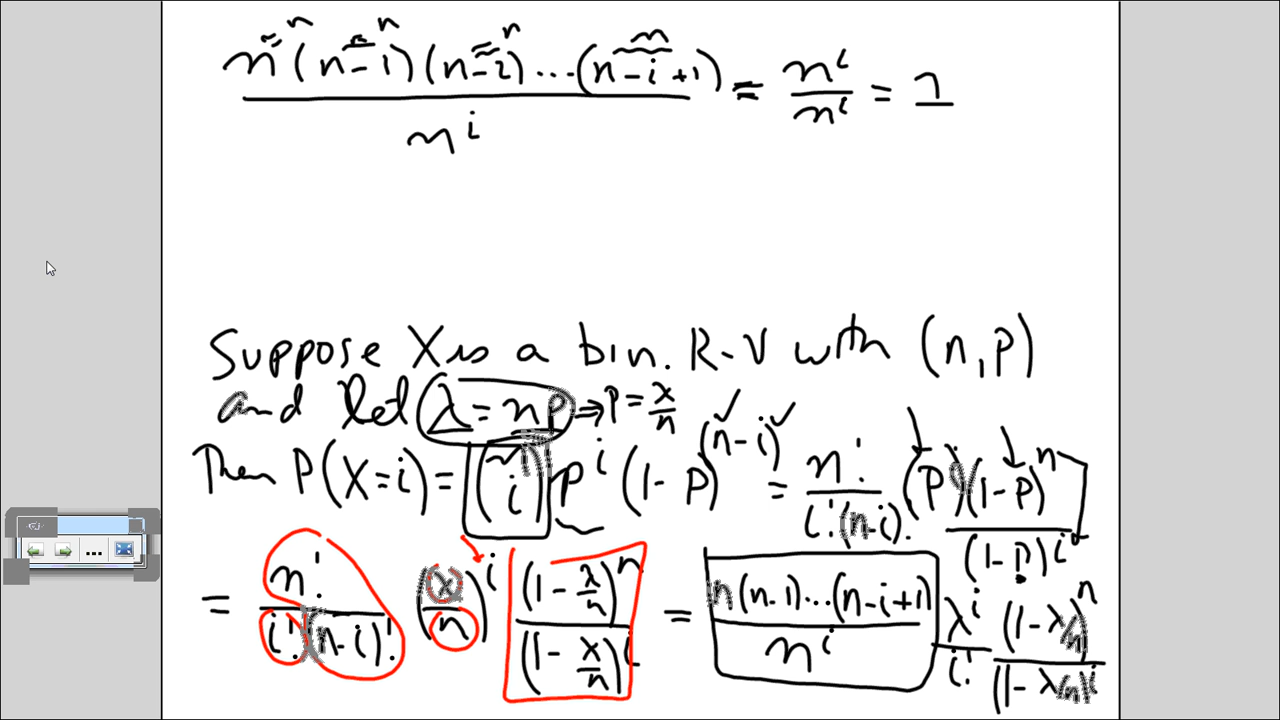 n(n-1)(n-2)...(n-i+1) / n^i = n^i / n^i = 1
n n n n
Suppose X is a bin. R.V with (n, p)
and let λ = np ⇒ p = λ/n
Then P(X=i) = (n i) p^i (1-p)^(n-i) = n! / i!(n-i)! (p)^i (1-p)^n / (1-p)^i
= n! / i!(n-i)! (λ/n)^i (1-λ/n)^n / (1-λ/n)^i = n(n-1)...(n-i+1) / n^i λ^i / i! (1-λ/n)^n / (1-λ/n)^i